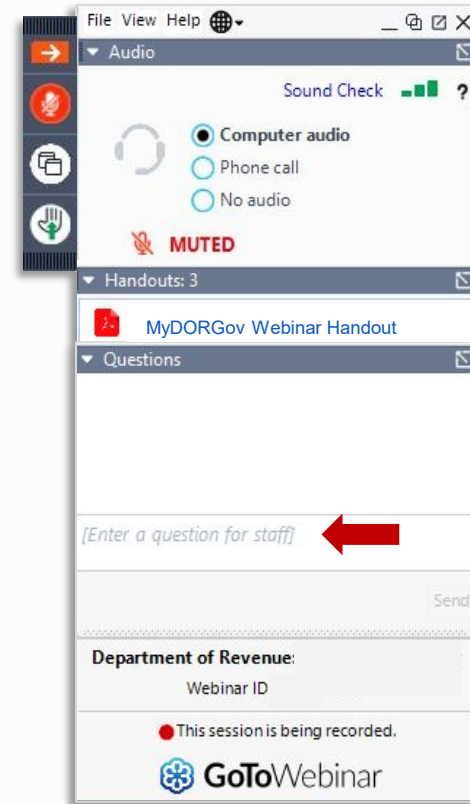 File View Help
Audio
Sound Check ?
Computer audio
Phone call
No audio
MUTED
Handouts: 3
MyDORGov Webinar Handout
Questions
[Enter a question for staff]
Send
Department of Revenue:
Webinar ID
This session is being recorded.
GoToWebinar